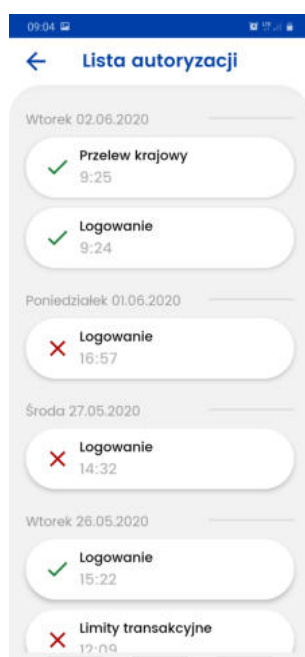 09:04
Lista autoryzacji
Wtorek 02.06.2020
Przelew krajowy
9:25
Logowanie
9:24
Poniedziałek 01.06.2020
Logowanie
16:57
Środa 27.05.2020
Logowanie
14:32
Wtorek 26.05.2020
Logowanie
15:22
Limity transakcyjne
12:09